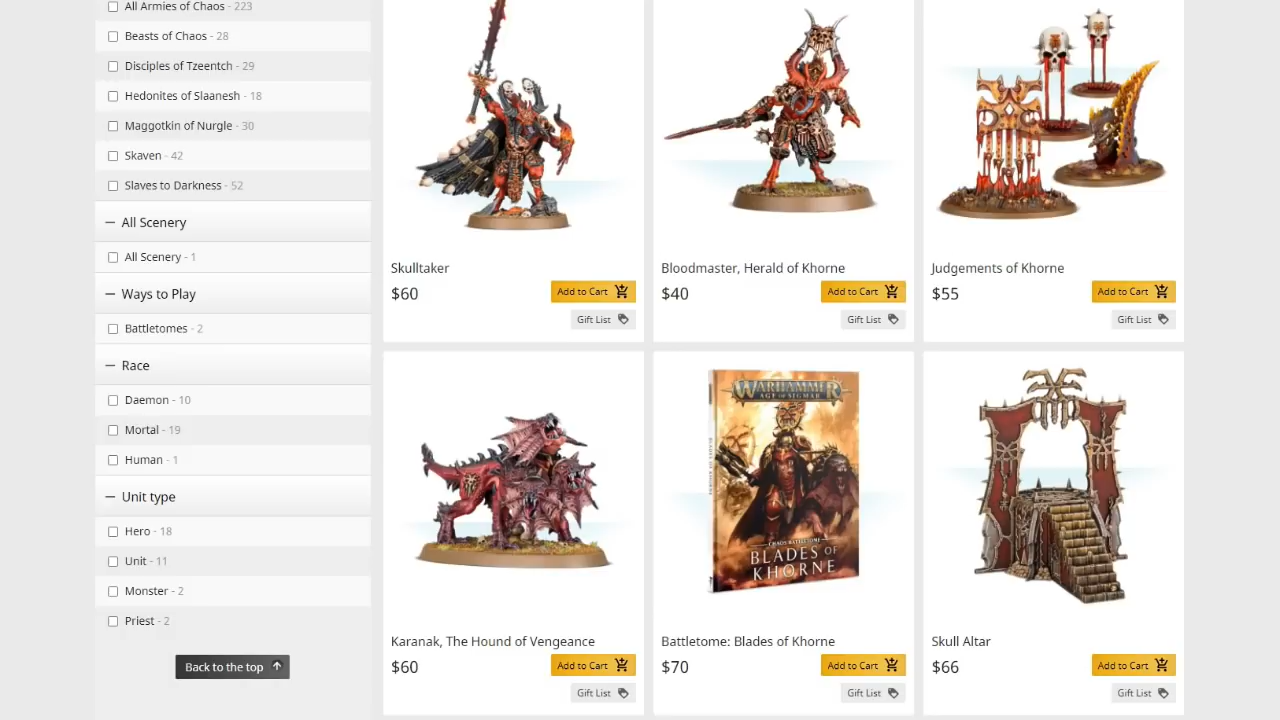 All Armies of Chaos - 223
Beasts of Chaos - 28
Disciples of Tzeentch - 29
Hedonites of Slaanesh - 18
Maggotkin of Nurgle - 30
Skaven - 42
Slaves to Darkness - 52
All Scenery
All Scenery - 1
Ways to Play
Battletomes - 2
Race
Daemon - 10
Mortal - 19
Human - 1
Unit type
Hero - 18
Unit - 11
Monster - 2
Priest - 2
Back to the top
Skulltaker
$60
Add to Cart
Gift List
Bloodmaster, Herald of Khorne
$40
Add to Cart
Gift List
Judgements of Khorne
$55
Add to Cart
Gift List
Karanak, The Hound of Vengeance
$60
Add to Cart
Gift List
WARHAMMER
AGE OF SIGMAR
BLADES OF KHORNE
CHAOS BATTLETOME
BLADES OF
KHORNE
Battletome: Blades of Khorne
$70
Add to Cart
Gift List
Skull Altar
$66
Add to Cart
Gift List